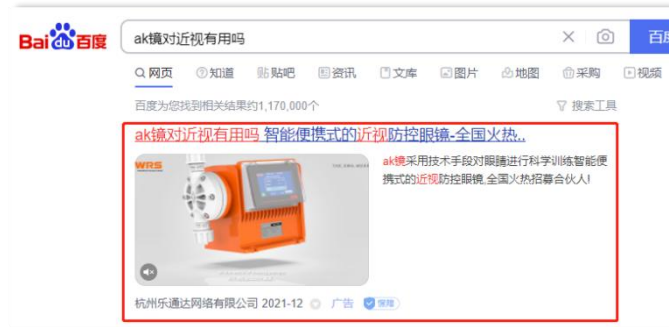 Bai du 百度
ak镜对近视有用吗
百度
网页 知道 贴吧 资讯 文库 图片 地图 采购 视频
百度为您找到相关结果约1,170,000个
搜索工具
ak镜对近视有用吗 智能便携式的近视防控眼镜-全国火热..
WRS
ak镜采用技术手段对眼睛进行科学训练智能便
携式的近视防控眼镜,全国火热招募合伙人!
杭州乐通达网络有限公司 2021-12 广告 保障